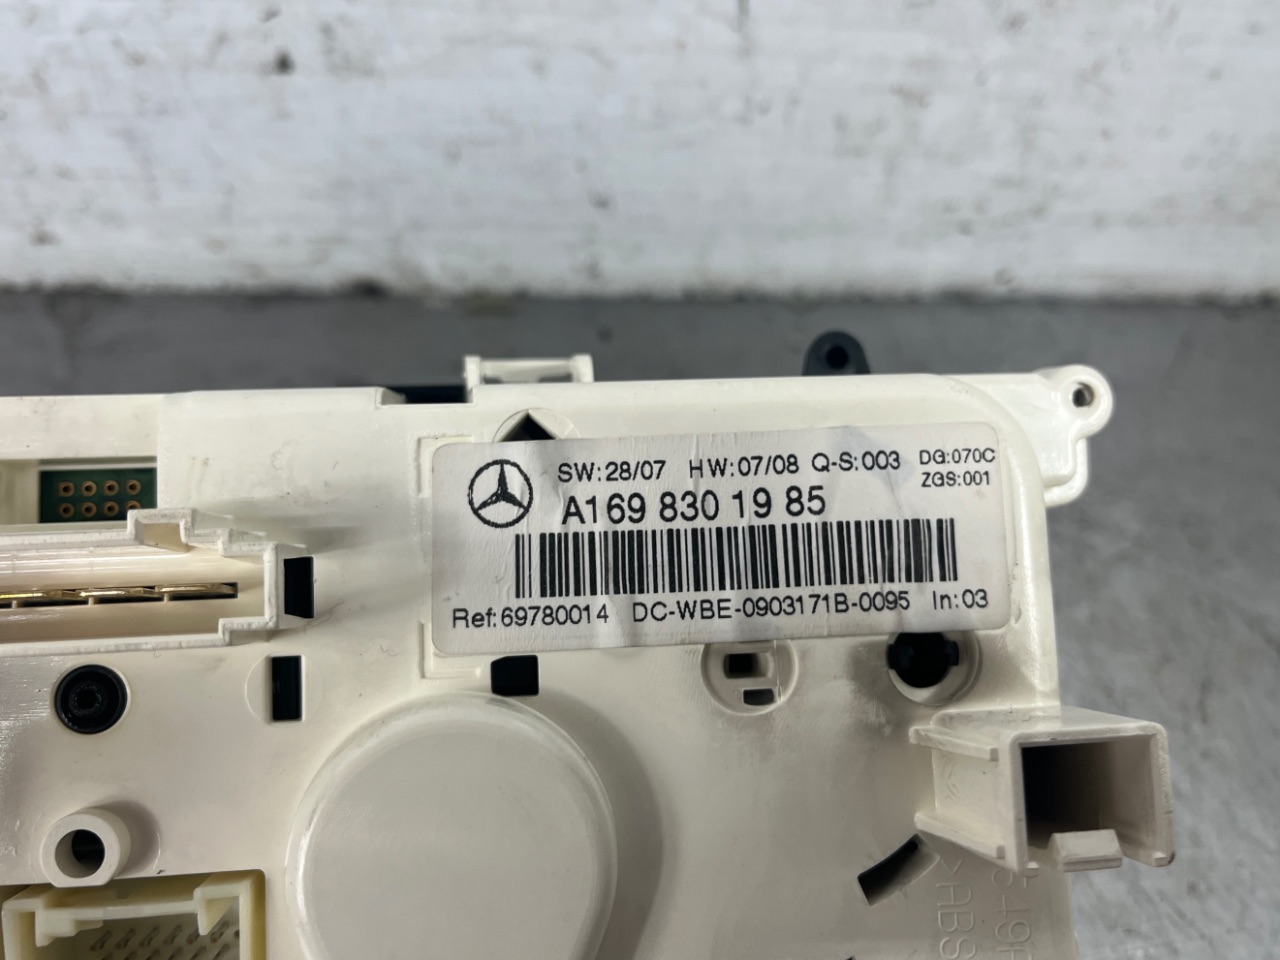 SW:28/07 HW:07/08 Q-S:003 DG:070C
ZGS:001
A169 830 19 85
Ref:69780014 DC-WBE-0903171B-0095 In:03
>ABS